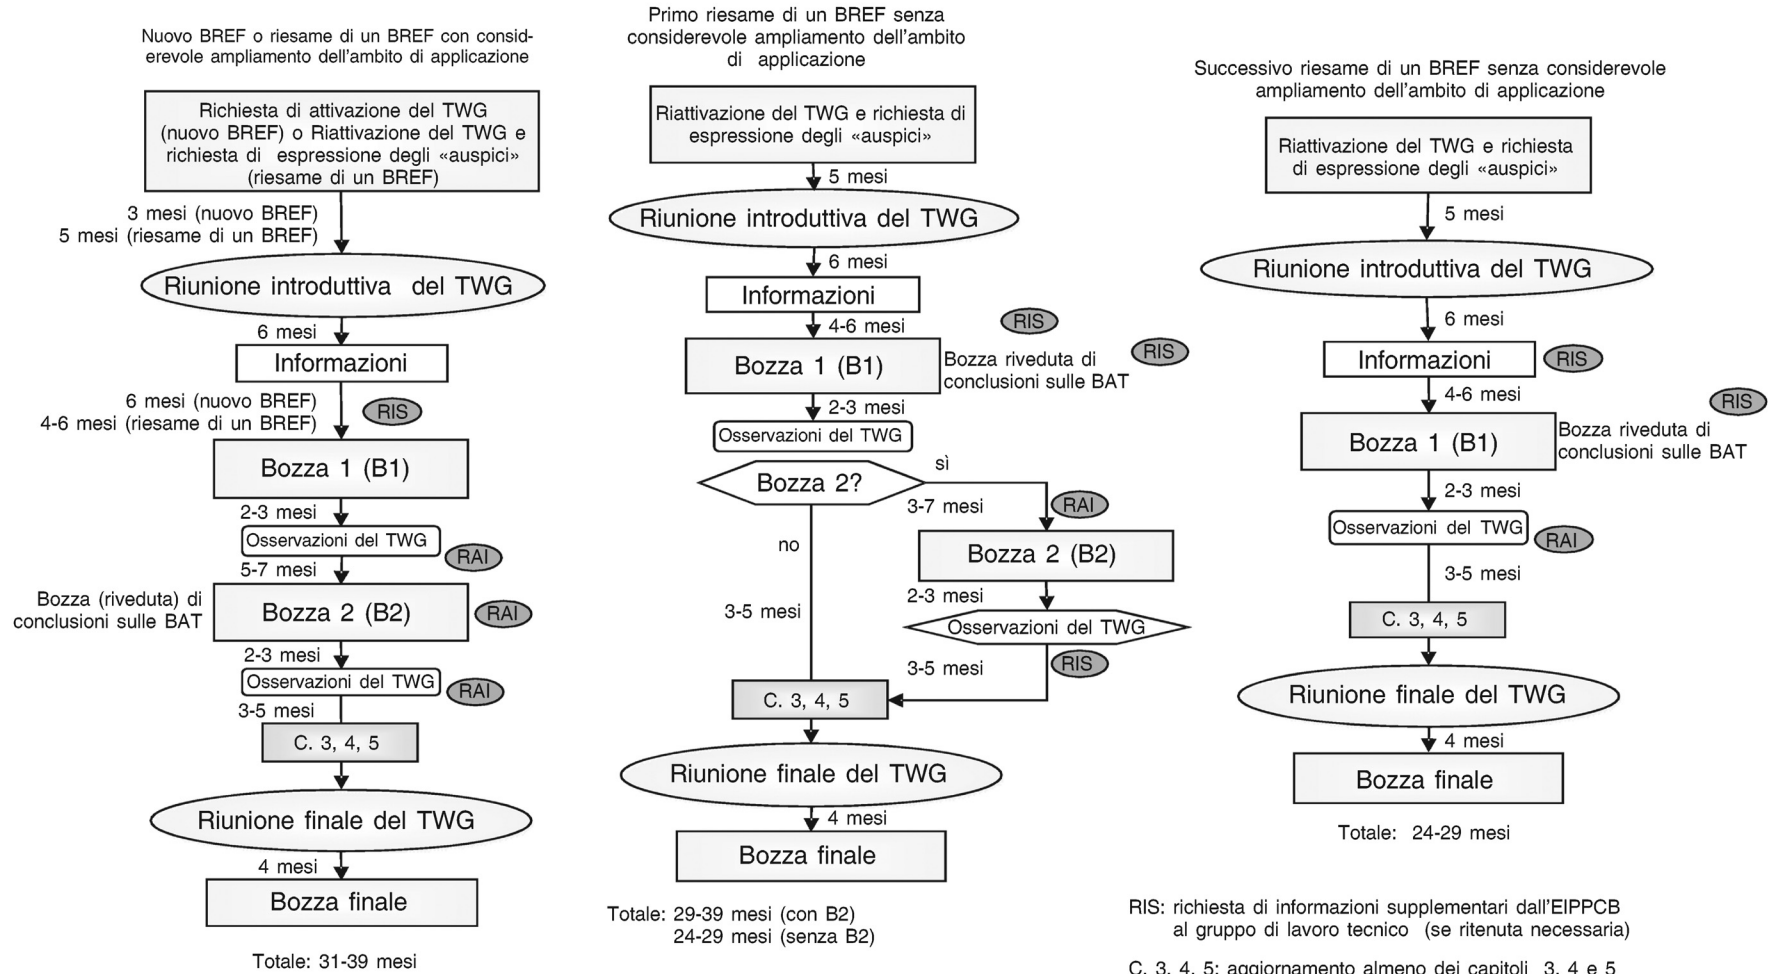 Nuovo BREF o riesame di un BREF con consid-
erevole ampliamento dell'ambito di applicazione
Richiesta di attivazione del TWG
(nuovo BREF) o Riattivazione del TWG e
richiesta di espressione degli «auspici»
(riesame di un BREF)
3 mesi (nuovo BREF)
5 mesi (riesame di un BREF)
Riunione introduttiva del TWG
6 mesi
Informazioni
6 mesi (nuovo BREF)
4-6 mesi (riesame di un BREF)
RIS
Bozza 1 (B1)
2-3 mesi
Osservazioni del TWG
RAI
5-7 mesi
Bozza (riveduta) di
conclusioni sulle BAT
Bozza 2 (B2)
RAI
2-3 mesi
Osservazioni del TWG
RAI
3-5 mesi
C. 3, 4, 5
Riunione finale del TWG
4 mesi
Bozza finale
Totale: 31-39 mesi
Primo riesame di un BREF senza
considerevole ampliamento dell'ambito
di applicazione
Riattivazione del TWG e richiesta di
espressione degli «auspici»
5 mesi
Riunione introduttiva del TWG
6 mesi
Informazioni
4-6 mesi
RIS
Bozza 1 (B1)
Bozza riveduta di
conclusioni sulle BAT
RIS
2-3 mesi
Osservazioni del TWG
Bozza 2?
sì
3-7 mesi
RAI
no
Bozza 2 (B2)
2-3 mesi
3-5 mesi
Osservazioni del TWG
3-5 mesi
RIS
C. 3, 4, 5
Riunione finale del TWG
4 mesi
Bozza finale
Totale: 29-39 mesi (con B2)
24-29 mesi (senza B2)
Successivo riesame di un BREF senza considerevole
ampliamento dell'ambito di applicazione
Riattivazione del TWG e richiesta
di espressione degli «auspici»
5 mesi
Riunione introduttiva del TWG
6 mesi
Informazioni
RIS
4-6 mesi
RIS
Bozza 1 (B1)
Bozza riveduta di
conclusioni sulle BAT
2-3 mesi
Osservazioni del TWG
RAI
3-5 mesi
C. 3, 4, 5
Riunione finale del TWG
4 mesi
Bozza finale
Totale: 24-29 mesi
RIS: richiesta di informazioni supplementari dall'EIPPCB
al gruppo di lavoro tecnico (se ritenuta necessaria)
C. 3, 4, 5: aggiornamento almeno dei capitoli 3, 4 e 5